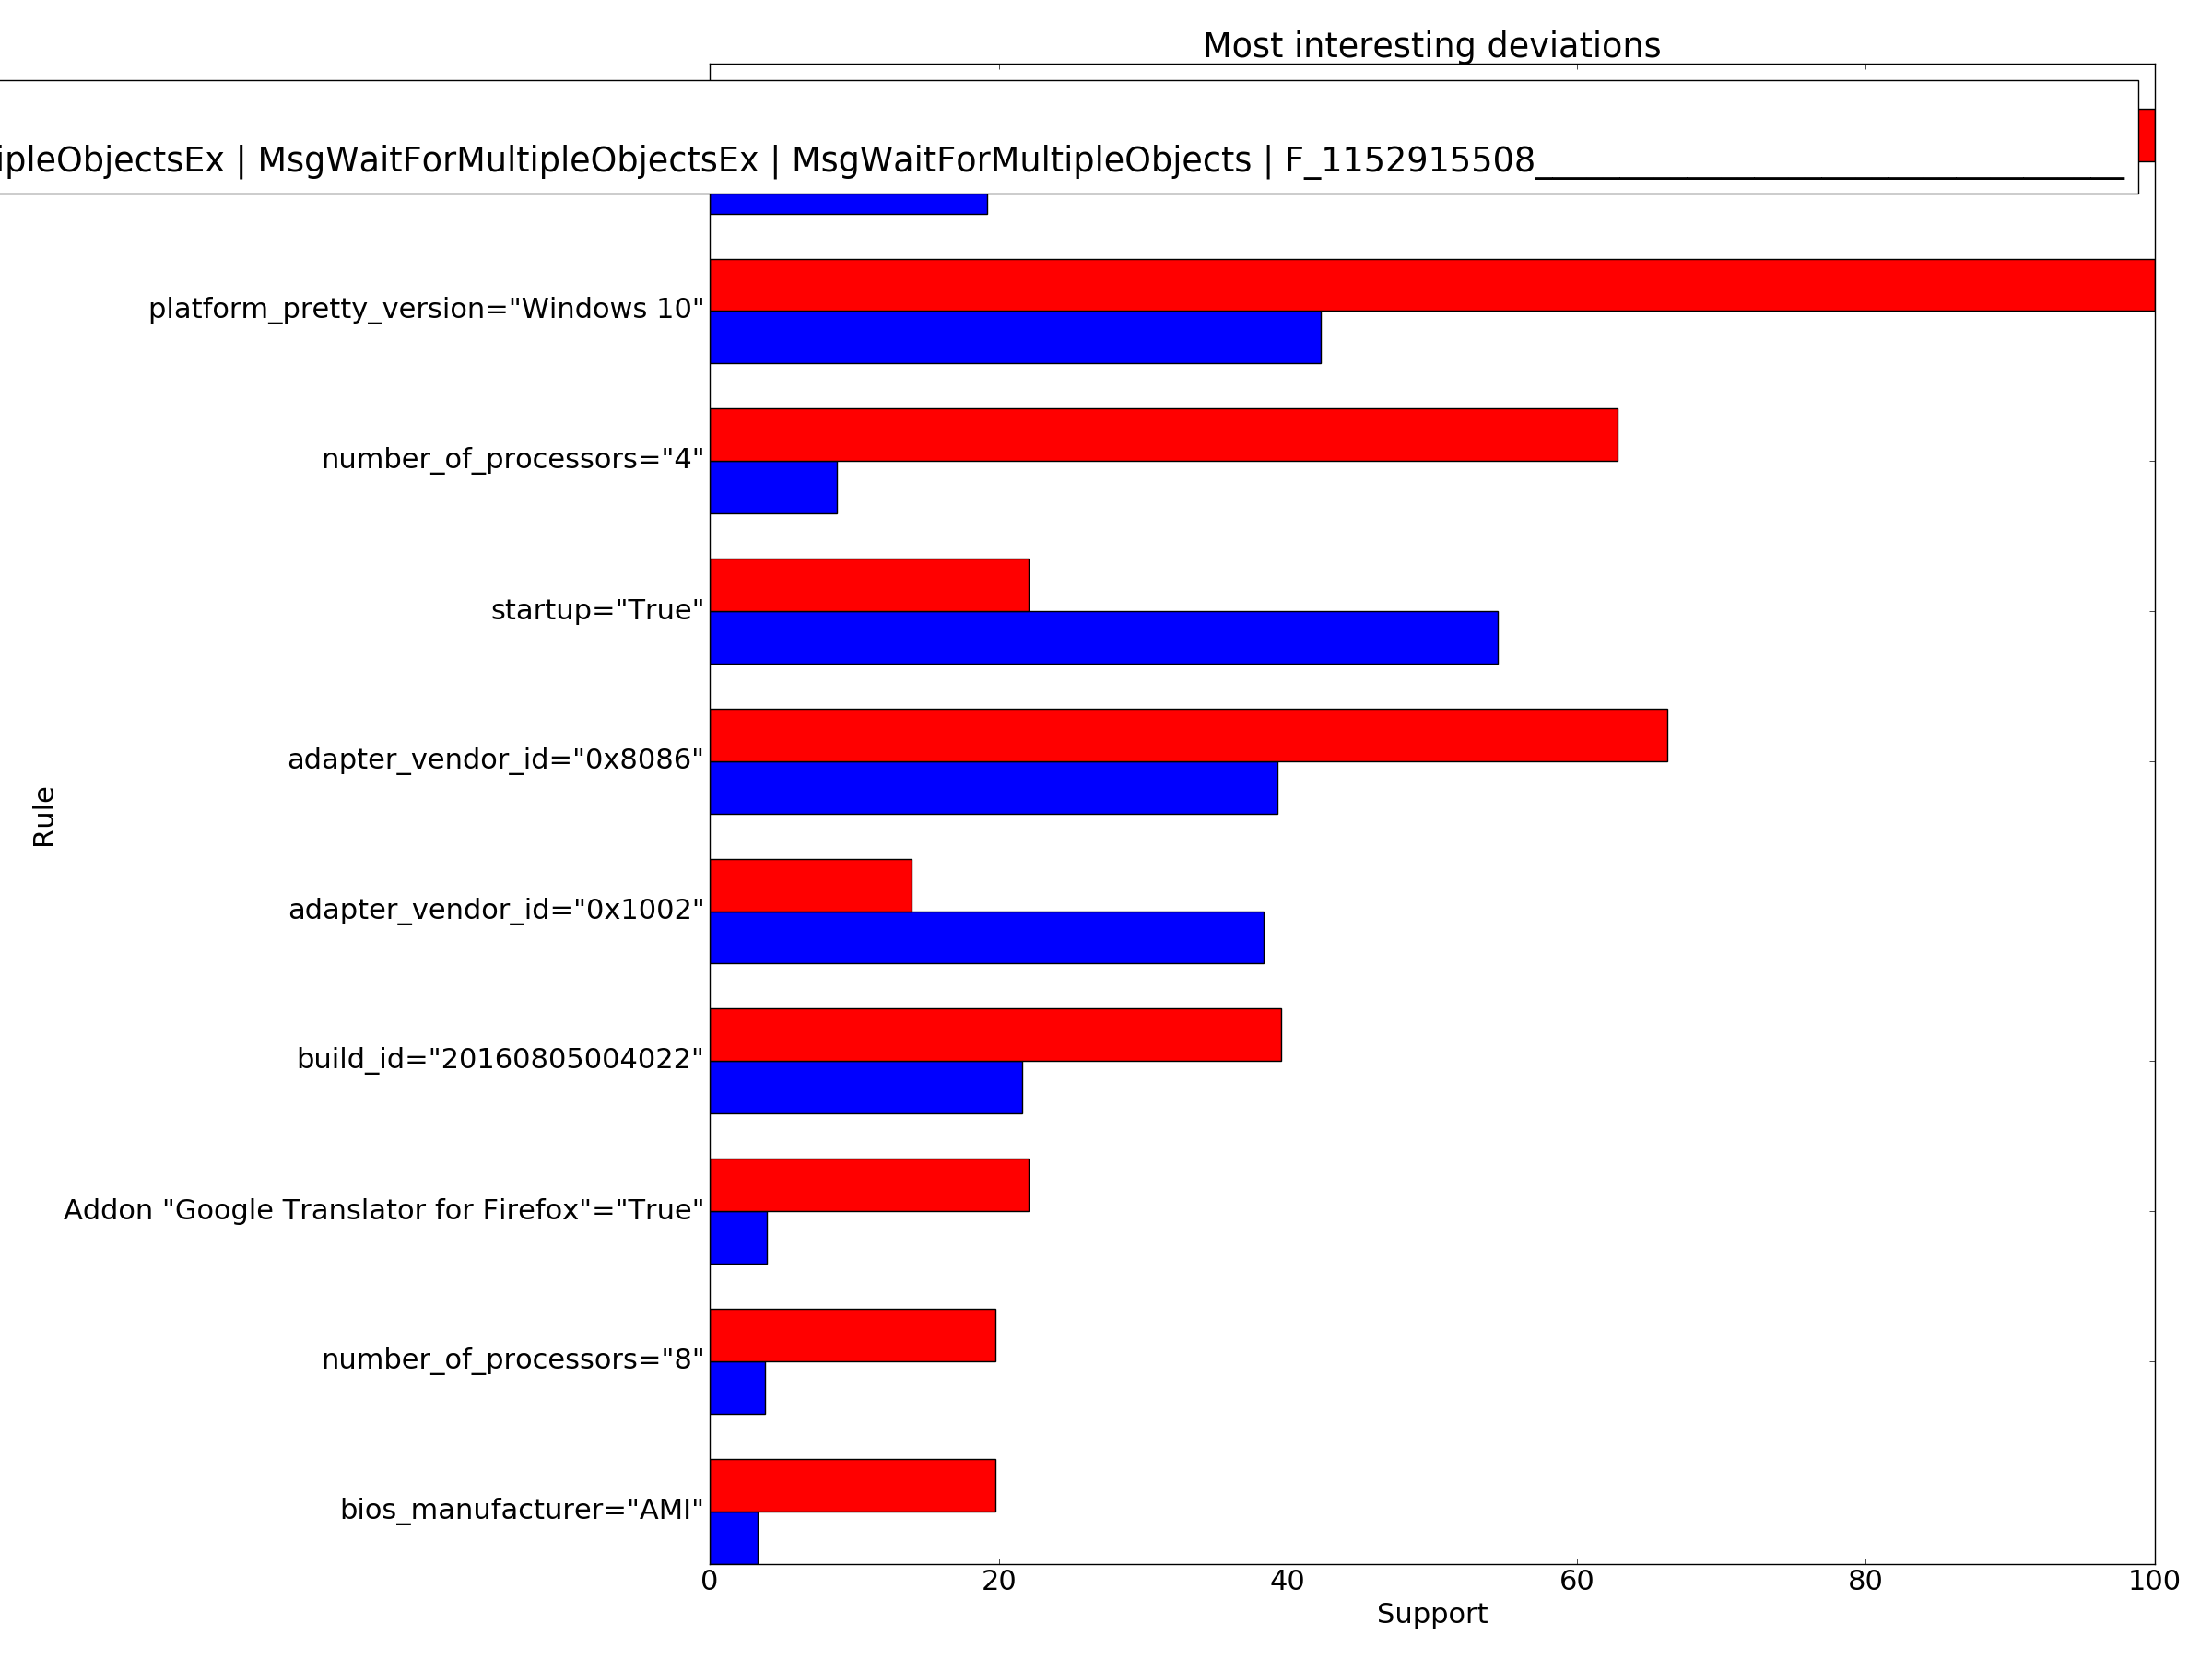 Most interesting deviations
ipleObjectsEx | MsgWaitForMultipleObjectsEx | MsgWaitForMultipleObjects | F_1152915508______________________________
platform_pretty_version="Windows 10"
number_of_processors="4"
startup="True"
adapter_vendor_id="0x8086"
Rule
adapter_vendor_id="0x1002"
build_id="20160805004022"
Addon "Google Translator for Firefox"="True"
number_of_processors="8"
bios_manufacturer="AMI"
0 20 40 60 80 100
Support